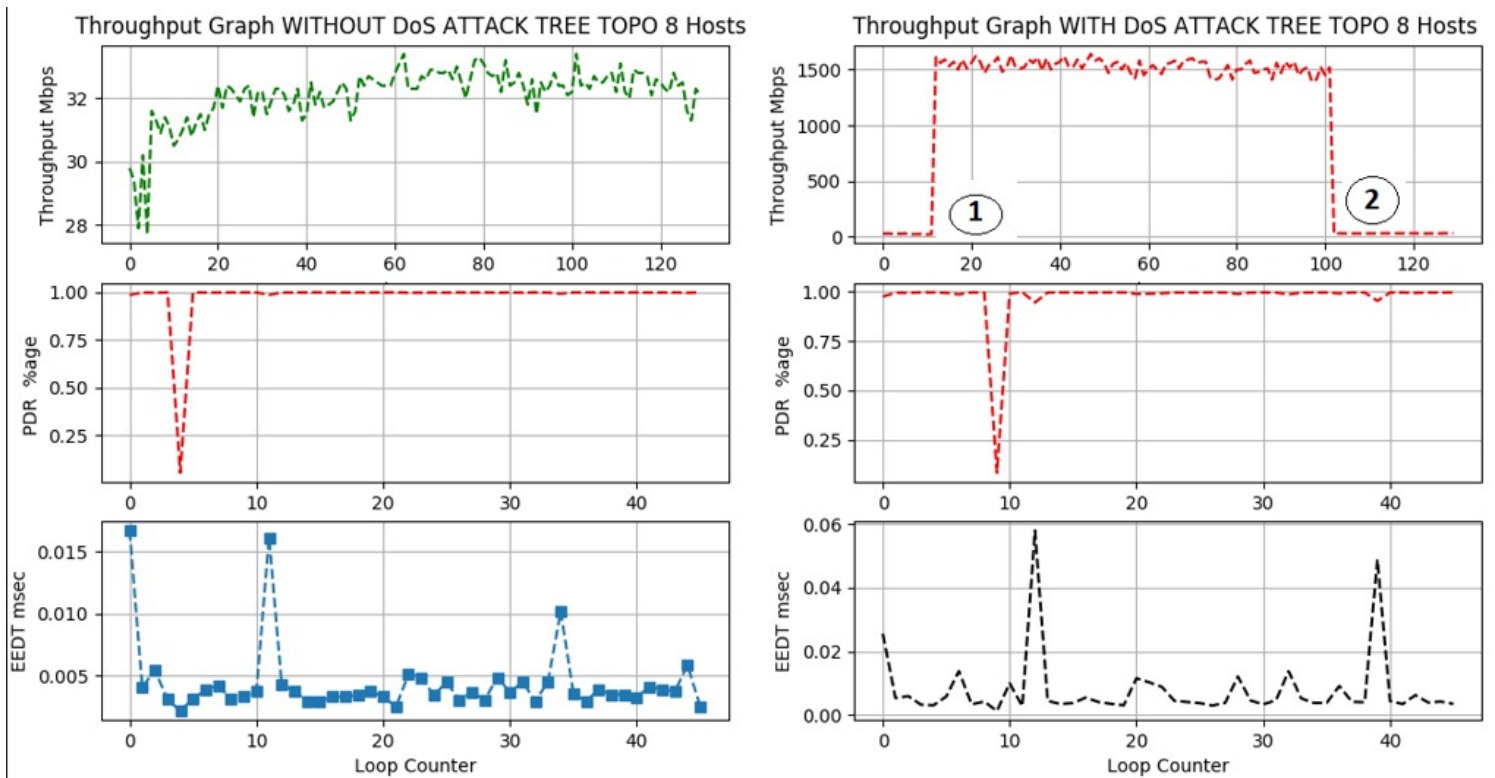 Throughput Graph WITHOUT DoS ATTACK TREE TOPO 8 Hosts
Throughput Mbps
32
30
28
0 20 40 60 80 100 120
PDR %age
1.00
0.75
0.50
0.25
0 10 20 30 40
EEDT msec
0.015
0.010
0.005
0 10 20 30 40
Loop Counter
Throughput Graph WITH DoS ATTACK TREE TOPO 8 Hosts
Throughput Mbps
1500
1000
500
0
1
2
0 20 40 60 80 100 120
PDR %age
1.00
0.75
0.50
0.25
0 10 20 30 40
EEDT msec
0.06
0.04
0.02
0.00
0 10 20 30 40
Loop Counter